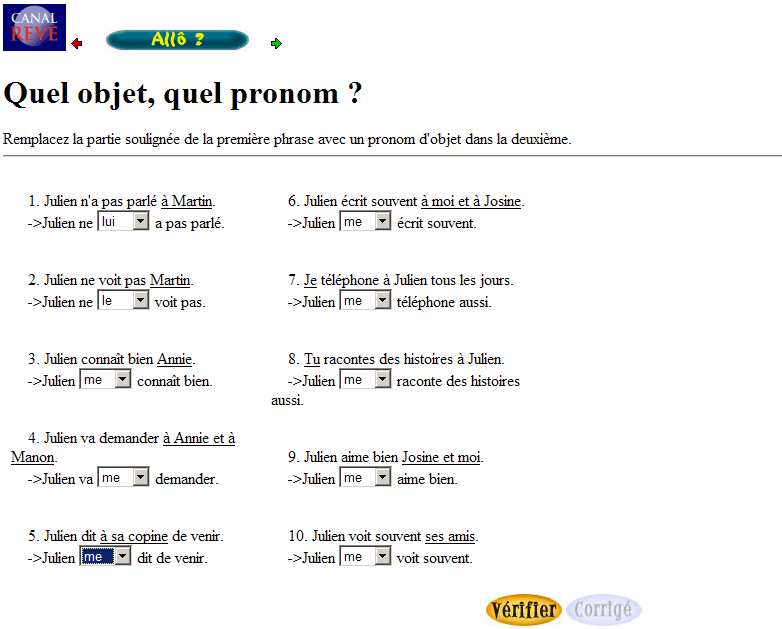 CANAL
REVE
Allô ?
Quel objet, quel pronom ?
Remplacez la partie soulignée de la première phrase avec un pronom d'objet dans la deuxième.
1. Julien n'a pas parlé à Martin.
->Julien ne lui a pas parlé.
2. Julien ne voit pas Martin.
->Julien ne le voit pas.
3. Julien connaît bien Annie.
->Julien me connaît bien.
4. Julien va demander à Annie et à
Manon.
->Julien va me demander.
5. Julien dit à sa copine de venir.
->Julien me dit de venir.
6. Julien écrit souvent à moi et à Josine.
->Julien me écrit souvent.
7. Je téléphone à Julien tous les jours.
->Julien me téléphone aussi.
8. Tu racontes des histoires à Julien.
->Julien me raconte des histoires
aussi.
9. Julien aime bien Josine et moi.
->Julien me aime bien.
10. Julien voit souvent ses amis.
->Julien me voit souvent.
Vérifier Corrigé